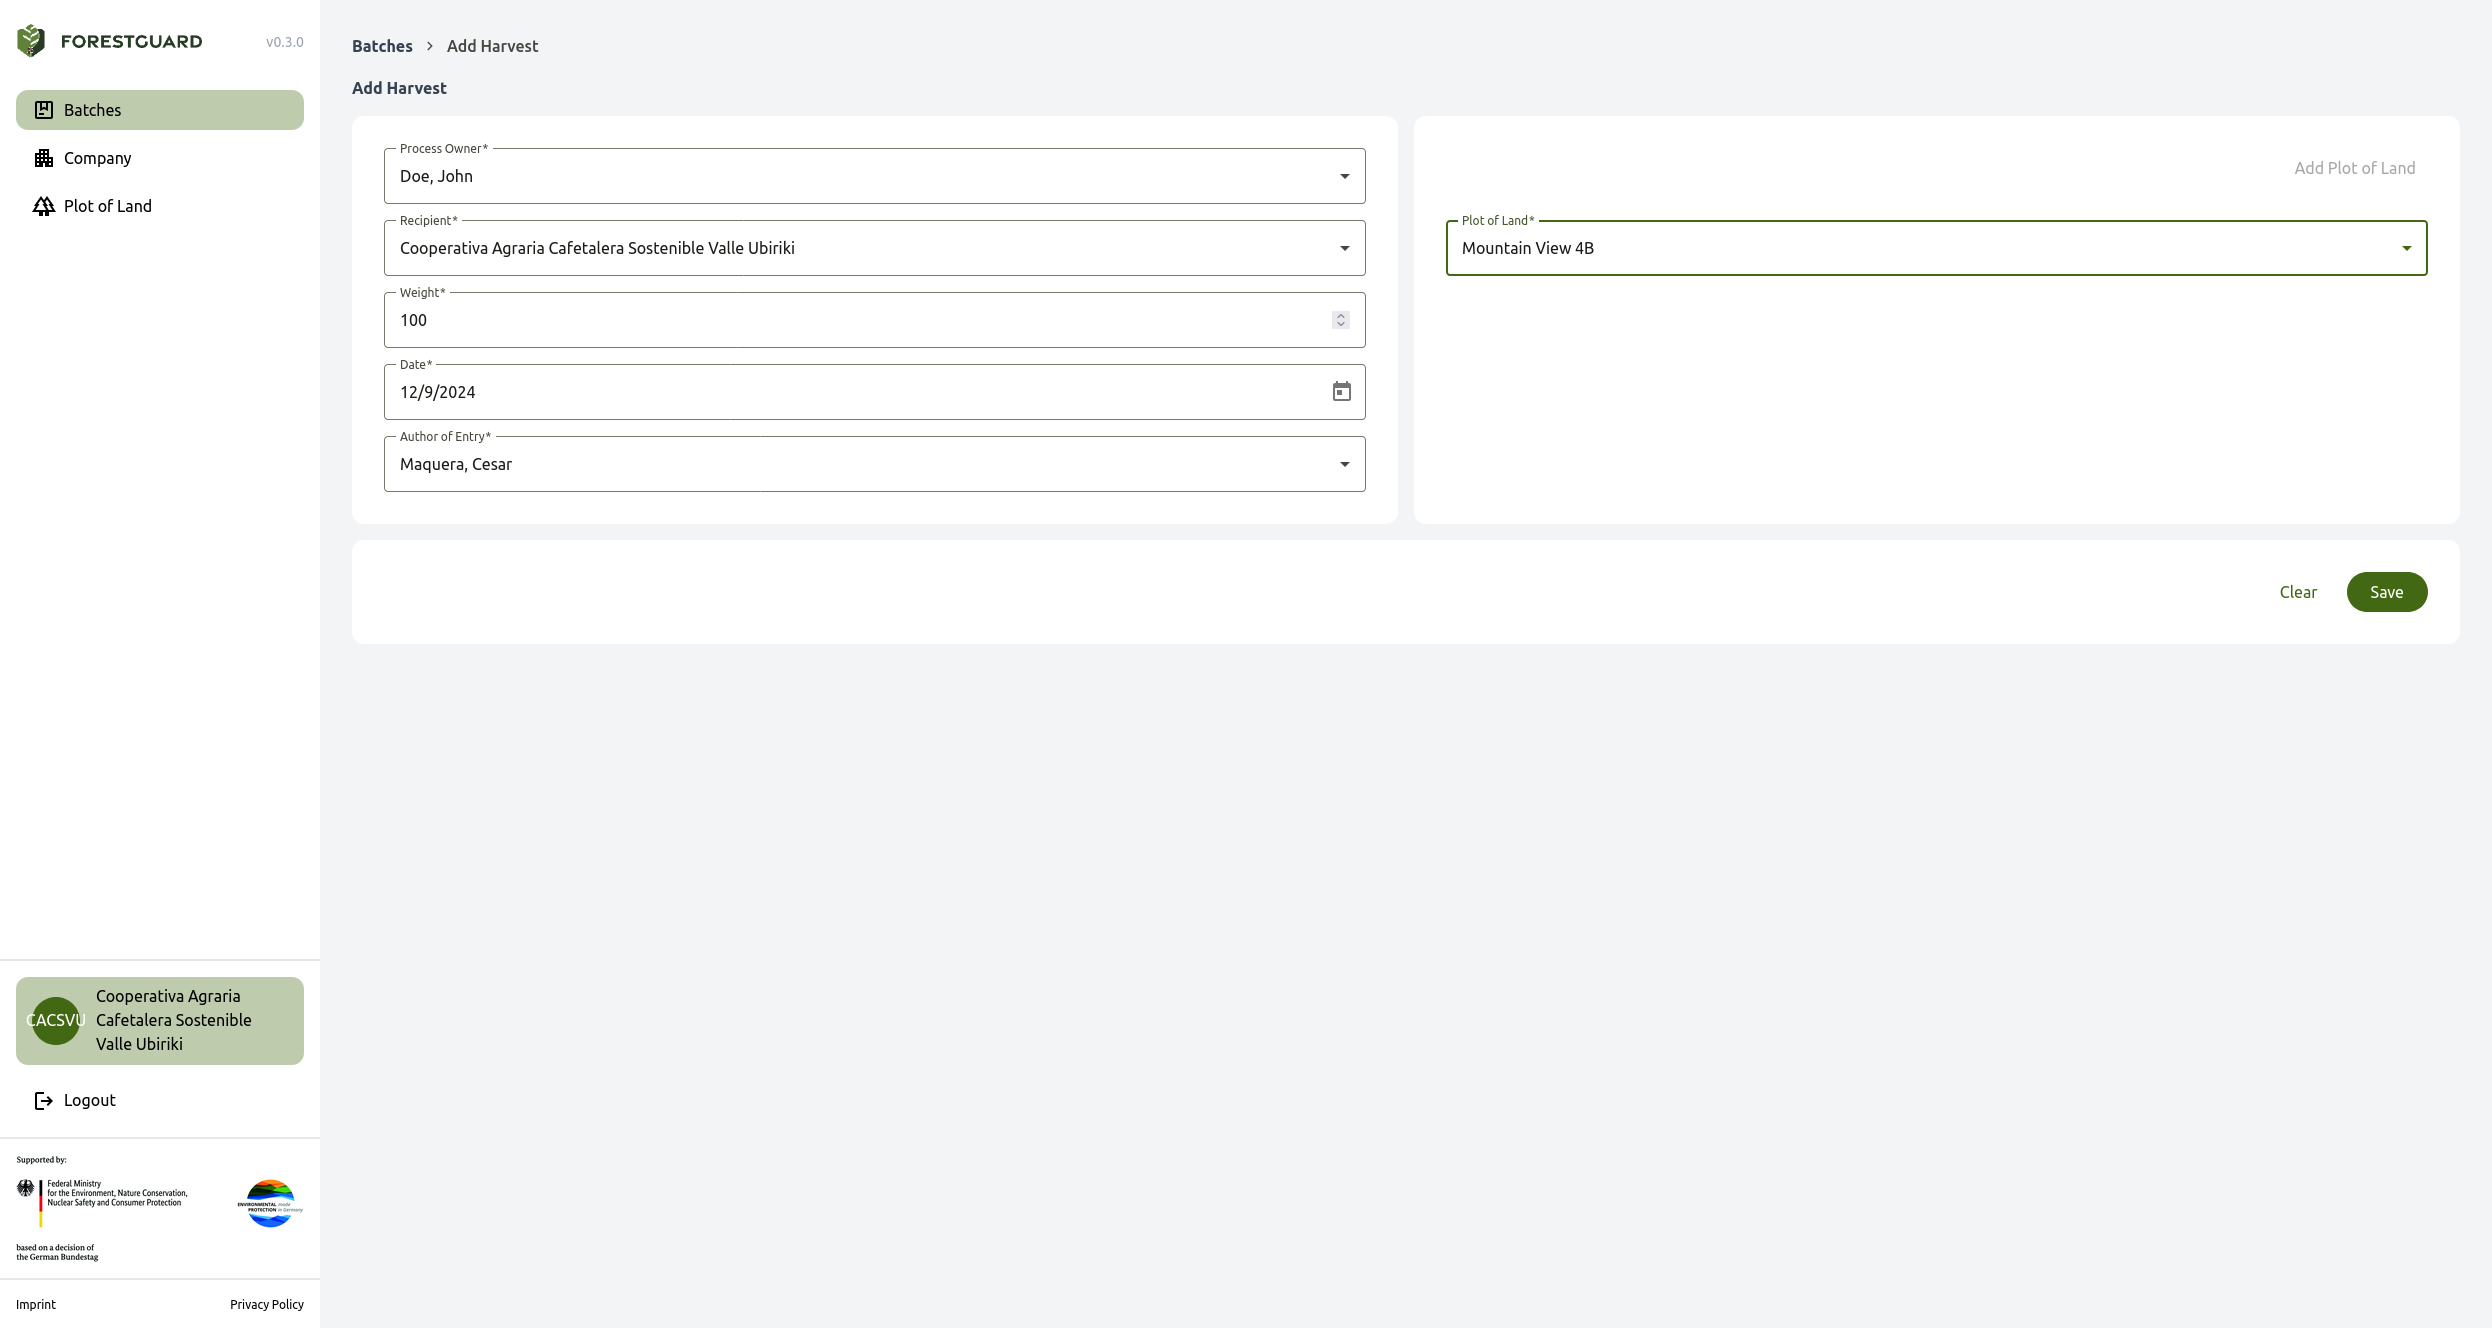 FORESTGUARD
v0.3.0
Batches
Company
Plot of Land
Batches > Add Harvest
Add Harvest
Process Owner*
Doe, John
Recipient*
Cooperativa Agraria Cafetalera Sostenible Valle Ubiriki
Weight*
100
Date*
12/9/2024
Author of Entry*
Maquera, Cesar
Add Plot of Land
Plot of Land*
Mountain View 4B
Clear
Save
CACSVU
Cooperativa Agraria
Cafetalera Sostenible
Valle Ubiriki
Logout
Supported by:
Federal Ministry
for the Environment, Nature Conservation,
Nuclear Safety and Consumer Protection
ENVIRONMENTAL made
PROTECTION in Germany
based on a decision of
the German Bundestag
Imprint
Privacy Policy